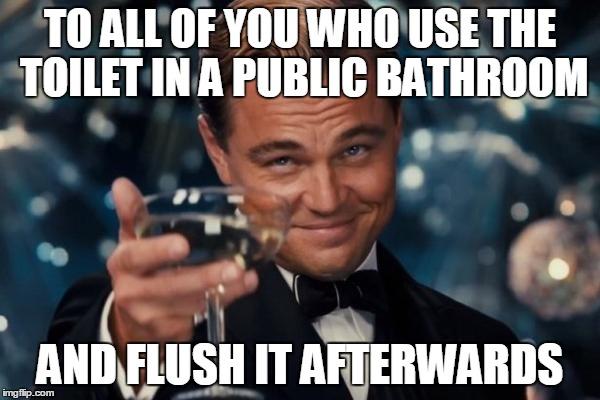 TO ALL OF YOU WHO USE THE
TOILET IN A PUBLIC BATHROOM
AND FLUSH IT AFTERWARDS
imgflip.com